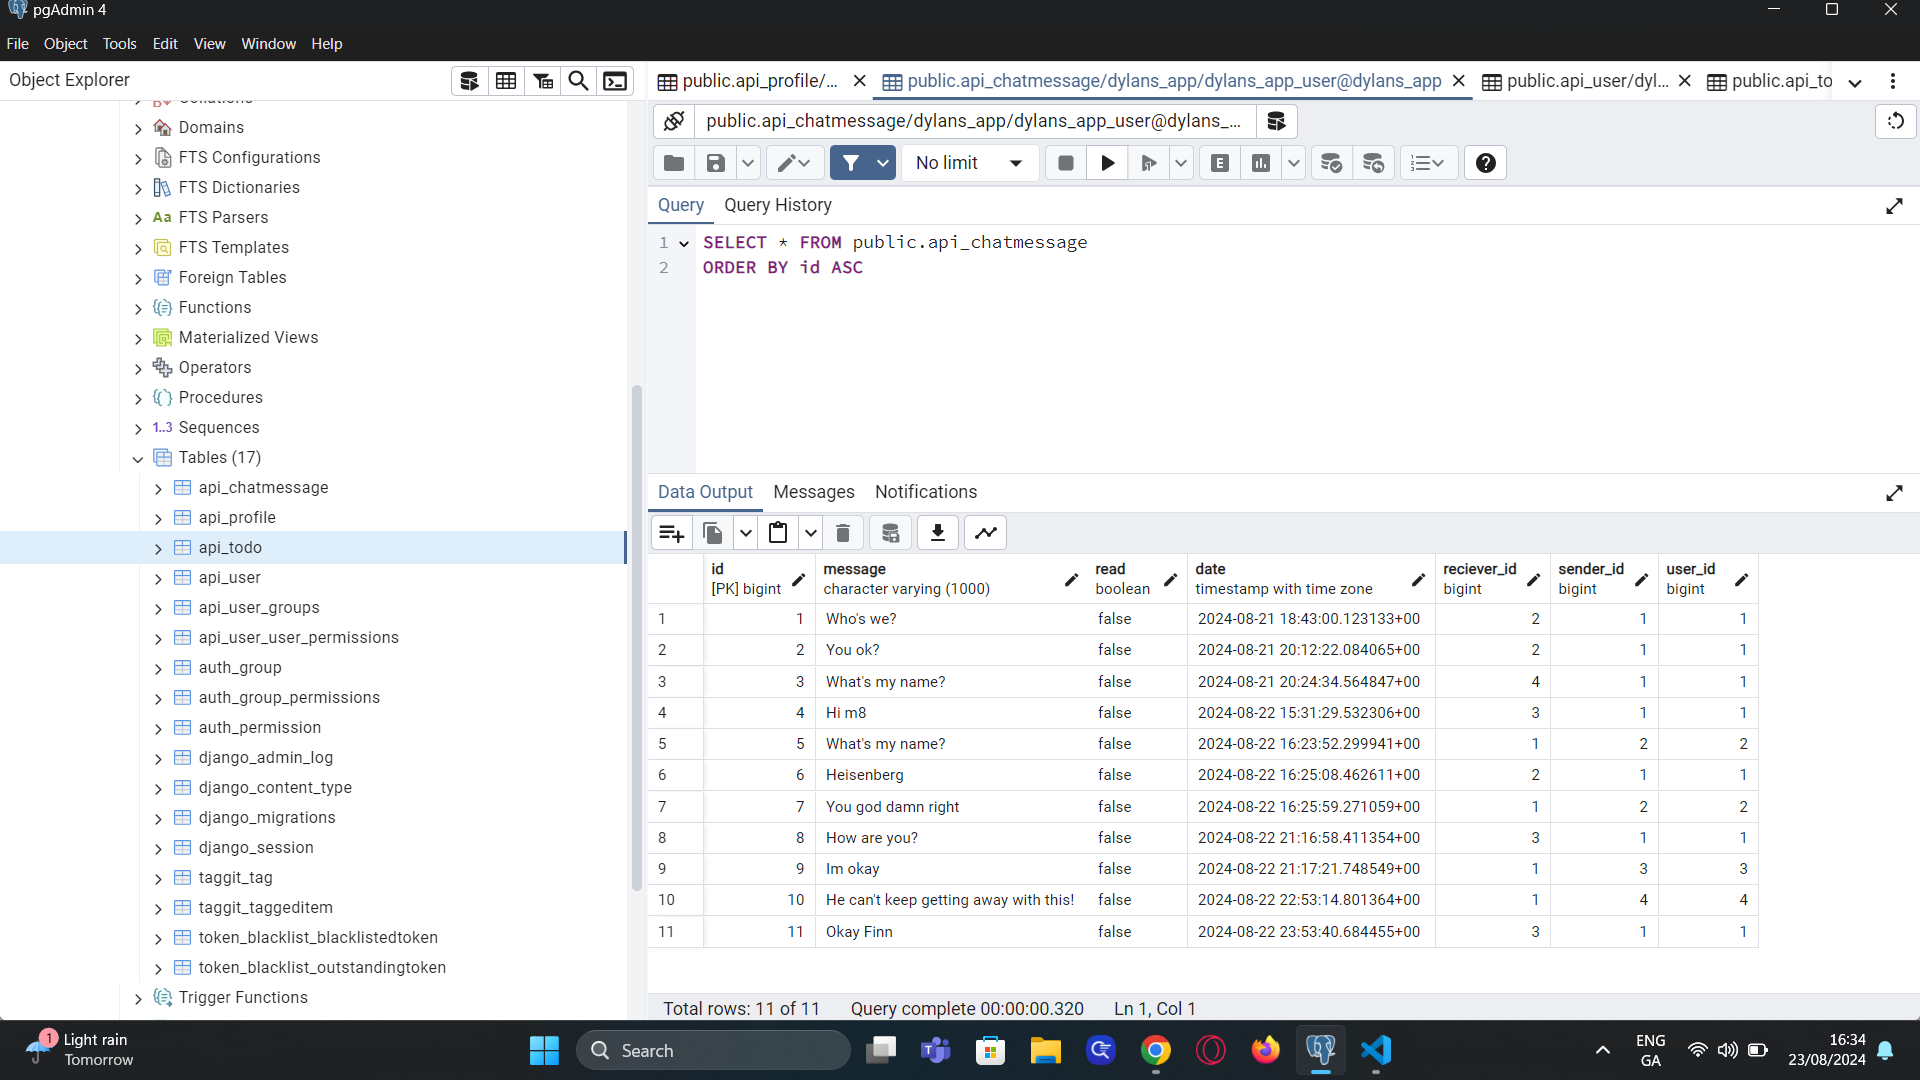 pgAdmin 4
File Object Tools Edit View Window Help
Object Explorer
Collations
Domains
FTS Configurations
FTS Dictionaries
Aa FTS Parsers
FTS Templates
Foreign Tables
Functions
Materialized Views
Operators
Procedures
1..3 Sequences
Tables (17)
api_chatmessage
api_profile
api_todo
api_user
api_user_groups
api_user_user_permissions
auth_group
auth_group_permissions
auth_permission
django_admin_log
django_content_type
django_migrations
django_session
taggit_tag
taggit_taggeditem
token_blacklist_blacklistedtoken
token_blacklist_outstandingtoken
Trigger Functions
public.api_profile/... public.api_chatmessage/dylans_app/dylans_app_user@dylans_app public.api_user/dyl... public.api_to
public.api_chatmessage/dylans_app/dylans_app_user@dylans_...
No limit
E
Query Query History
1 SELECT * FROM public.api_chatmessage
2 ORDER BY id ASC
Data Output Messages Notifications
id message read date reciever_id sender_id user_id
[PK] bigint character varying (1000) boolean timestamp with time zone bigint bigint bigint
1 1 Who's we? false 2024-08-21 18:43:00.123133+00 2 1 1
2 2 You ok? false 2024-08-21 20:12:22.084065+00 2 1 1
3 3 What's my name? false 2024-08-21 20:24:34.564847+00 4 1 1
4 4 Hi m8 false 2024-08-22 15:31:29.532306+00 3 1 1
5 5 What's my name? false 2024-08-22 16:23:52.299941+00 1 2 2
6 6 Heisenberg false 2024-08-22 16:25:08.462611+00 2 1 1
7 7 You god damn right false 2024-08-22 16:25:59.271059+00 1 2 2
8 8 How are you? false 2024-08-22 21:16:58.411354+00 3 1 1
9 9 Im okay false 2024-08-22 21:17:21.748549+00 1 3 3
10 10 He can't keep getting away with this! false 2024-08-22 22:53:14.801364+00 1 4 4
11 11 Okay Finn false 2024-08-22 23:53:40.684455+00 3 1 1
Total rows: 11 of 11 Query complete 00:00:00.320 Ln 1, Col 1
1 Light rain
Tomorrow
Search
ENG
GA
16:34
23/08/2024